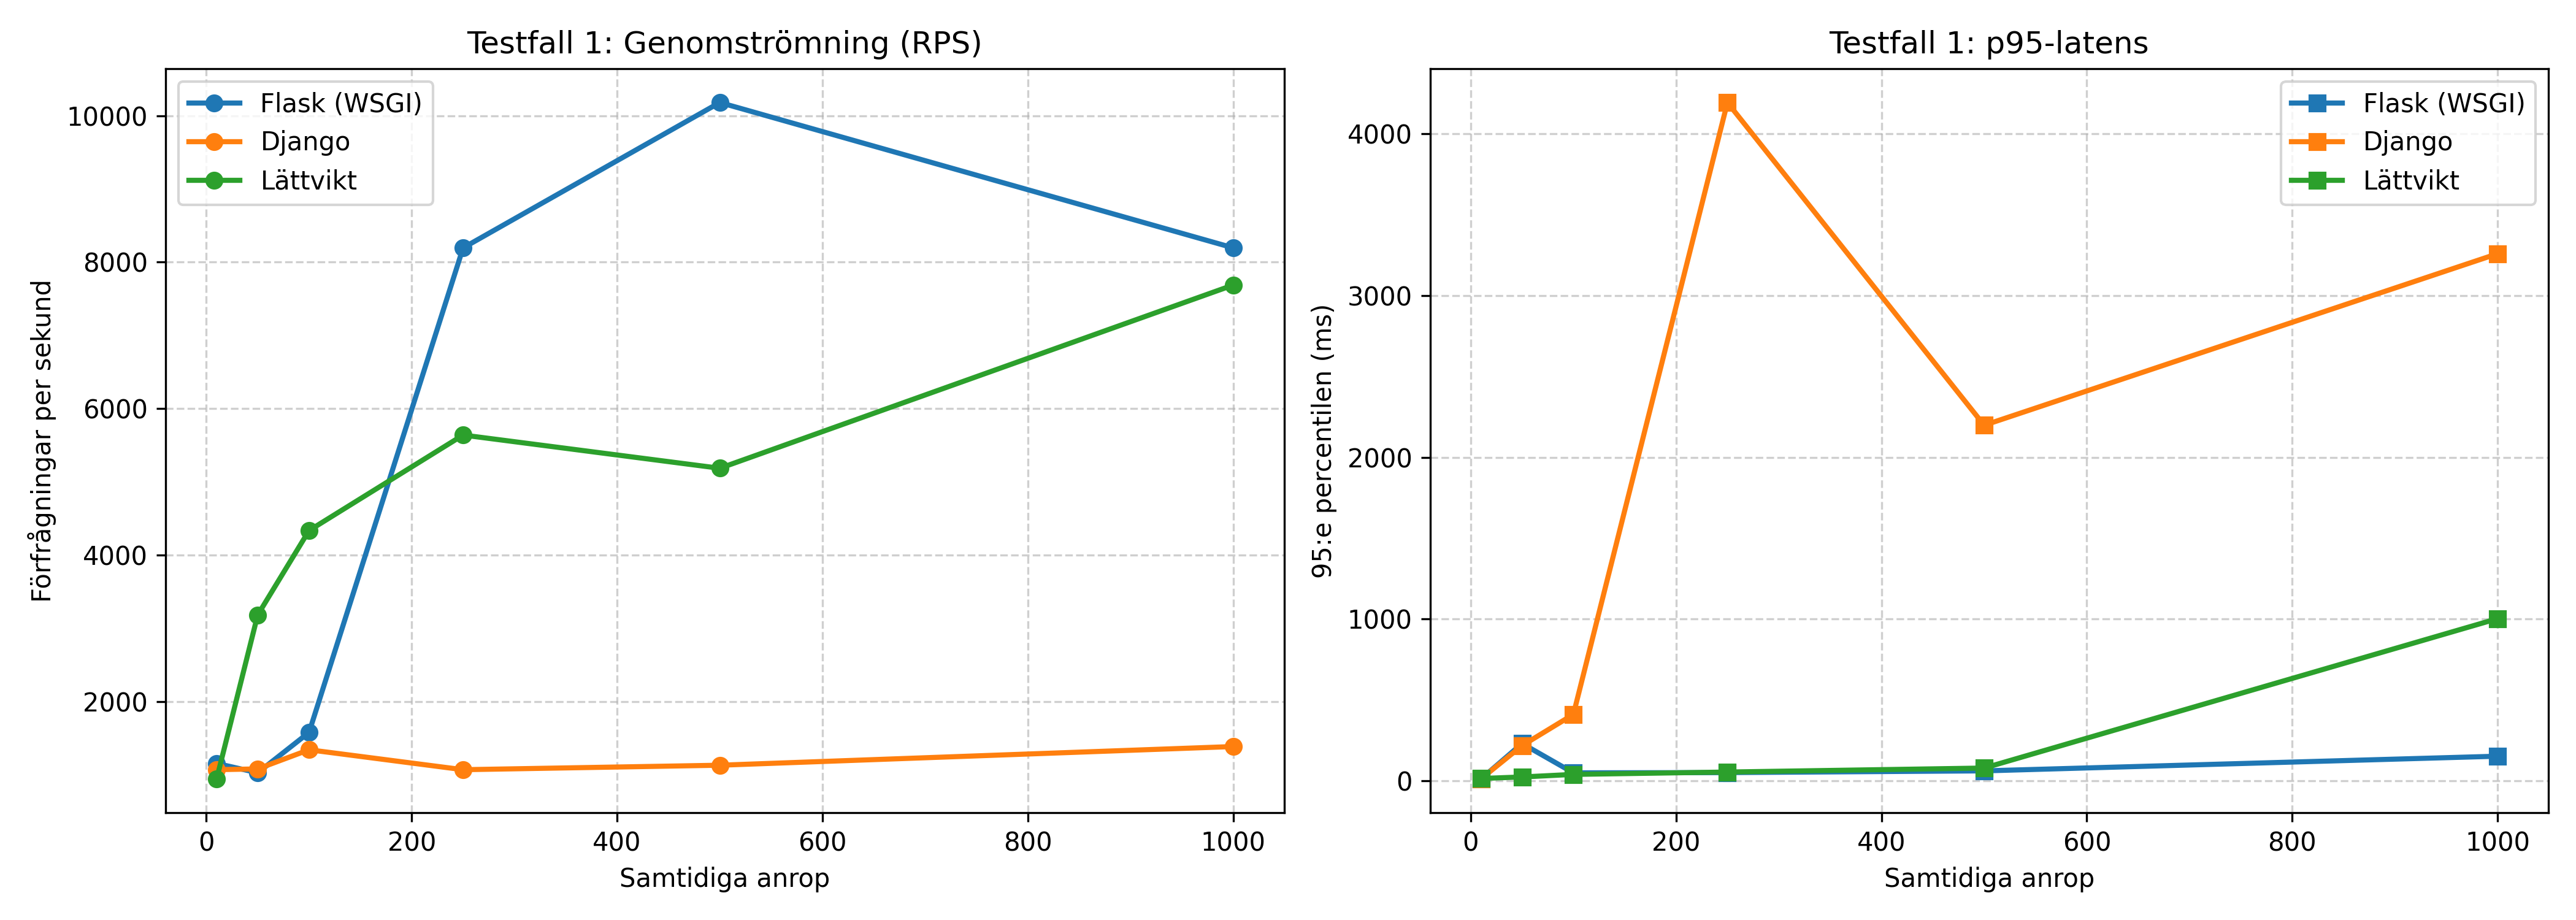 Testfall 1: Genomströmning (RPS)
Flask (WSGI)
Django
Lättvikt
10000
8000
6000
4000
2000
Förfrågningar per sekund
0 200 400 600 800 1000
Samtidiga anrop
Testfall 1: p95-latens
Flask (WSGI)
Django
Lättvikt
4000
3000
2000
1000
0
95:e percentilen (ms)
0 200 400 600 800 1000
Samtidiga anrop